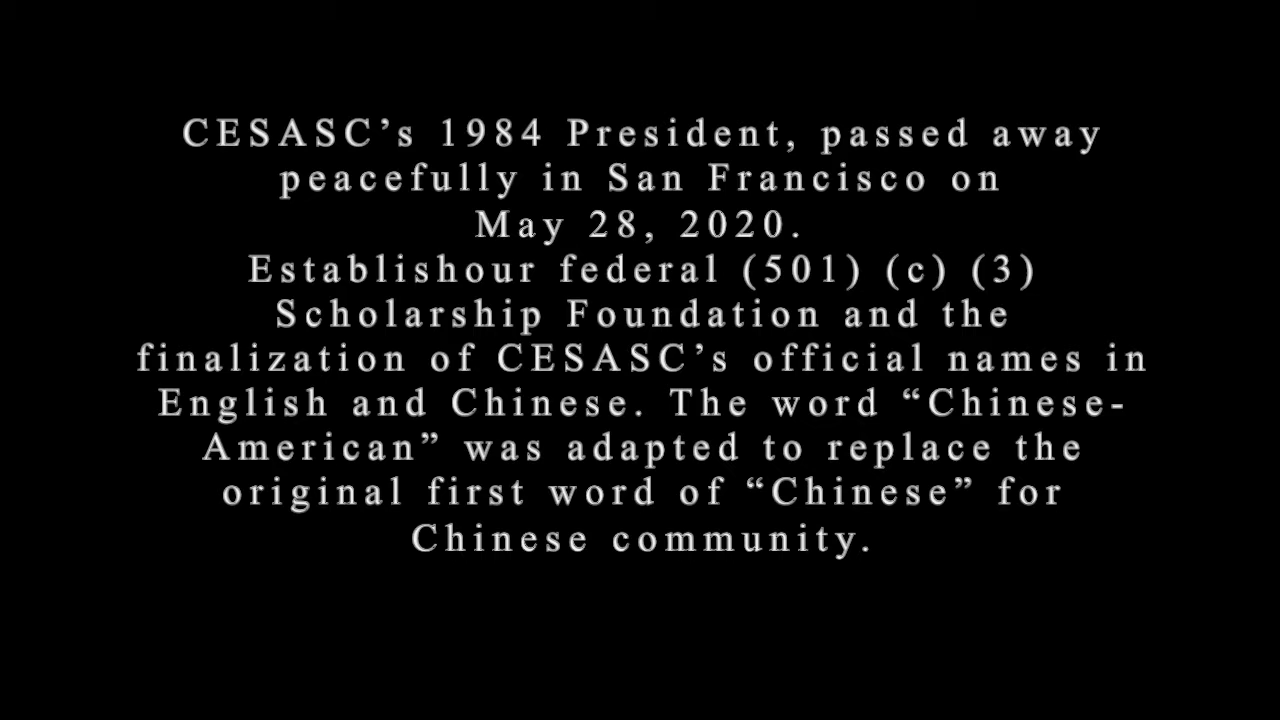 CESASC’s 1984 President, passed away
peacefully in San Francisco on
May 28, 2020.
Establishour federal (501) (c) (3)
Scholarship Foundation and the
finalization of CESASC’s official names in
English and Chinese. The word “Chinese-
American” was adapted to replace the
original first word of “Chinese” for
Chinese community.